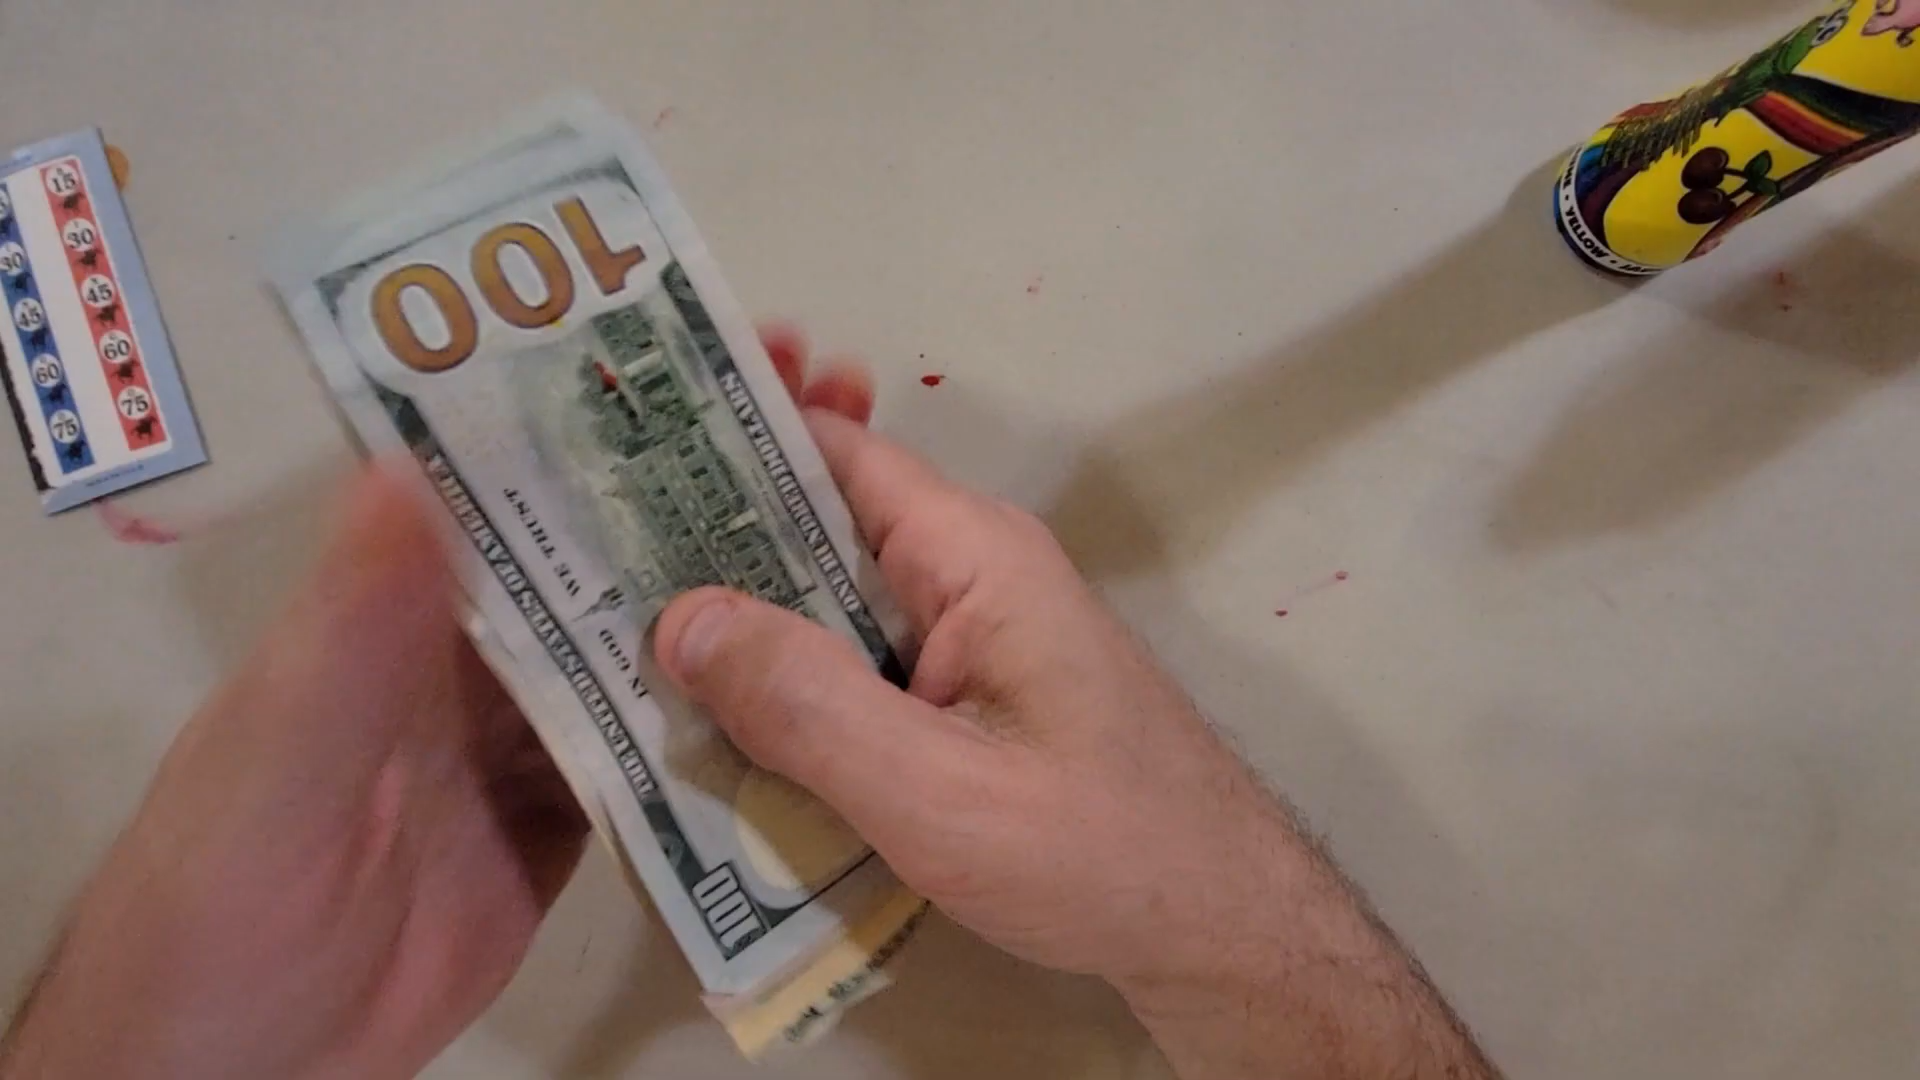 15
30
45
60
75
30
45
60
75
100
ONE HUNDRED DOLLARS
IN GOD
WE TRUST
THE UNITED STATES OF AMERICA
100
YELLOW •